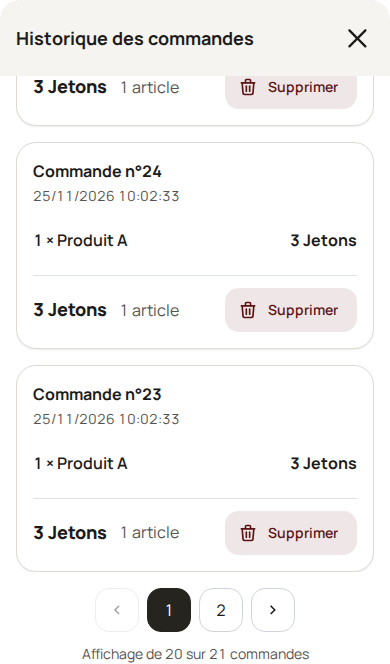 Historique des commandes
3 Jetons 1 article Supprimer
Commande n°24
25/11/2026 10:02:33
1 × Produit A 3 Jetons
3 Jetons 1 article Supprimer
Commande n°23
25/11/2026 10:02:33
1 × Produit A 3 Jetons
3 Jetons 1 article Supprimer
1 2
Affichage de 20 sur 21 commandes